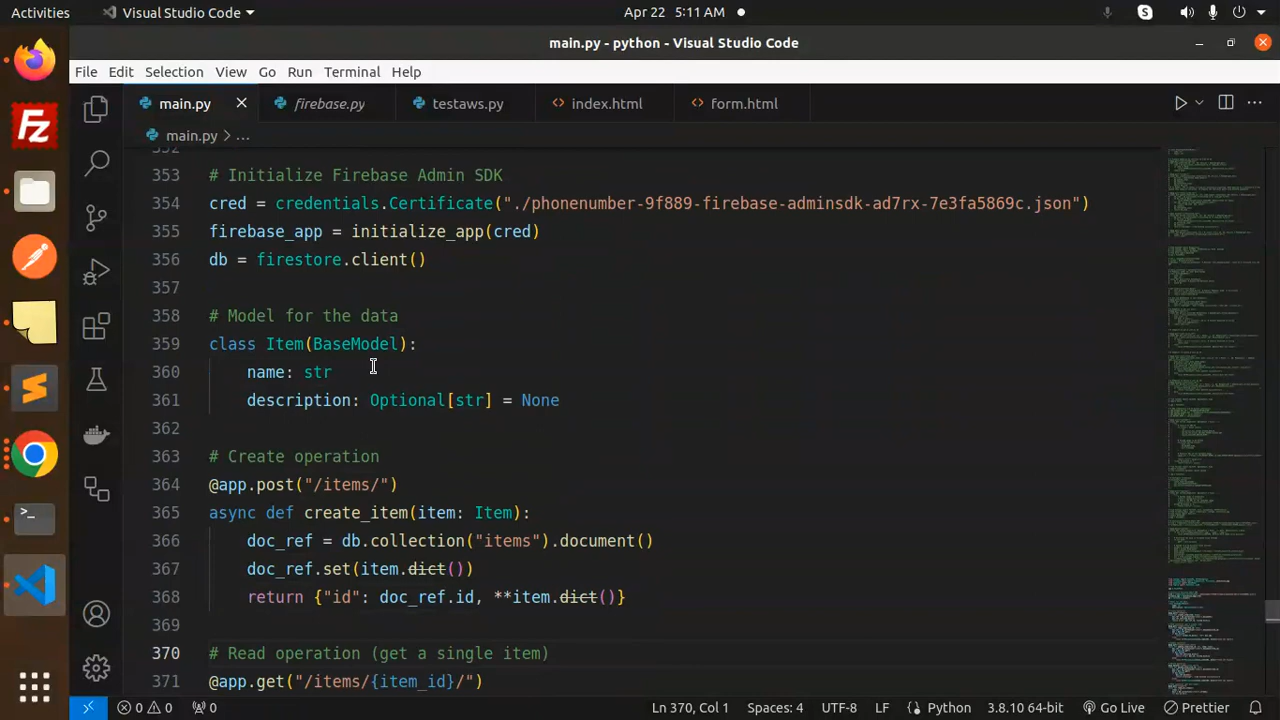 Activities
Visual Studio Code
Apr 22 5:11 AM
main.py - python - Visual Studio Code
File Edit Selection View Go Run Terminal Help
main.py
firebase.py
testaws.py
index.html
form.html
main.py > ...
352
353 # Initialize Firebase Admin SDK
354 cred = credentials.Certificate("./phonenumber-9f889-firebase-adminsdk-ad7rx-7e3fa5869c.json")
355 firebase_app = initialize_app(cred)
356 db = firestore.client()
357
358 # Model for the data
359 class Item(BaseModel):
360 name: str
361 description: Optional[str] = None
362
363 # Create operation
364 @app.post("/items/")
365 async def create_item(item: Item):
366 doc_ref = db.collection("items").document()
367 doc_ref.set(item.dict())
368 return {"id": doc_ref.id, **item.dict()}
369
370 # Read operation (get a single item)
371 @app.get("/items/{item_id}/")
0 0 0
Ln 370, Col 1 Spaces: 4 UTF-8 LF Python 3.8.10 64-bit Go Live Prettier